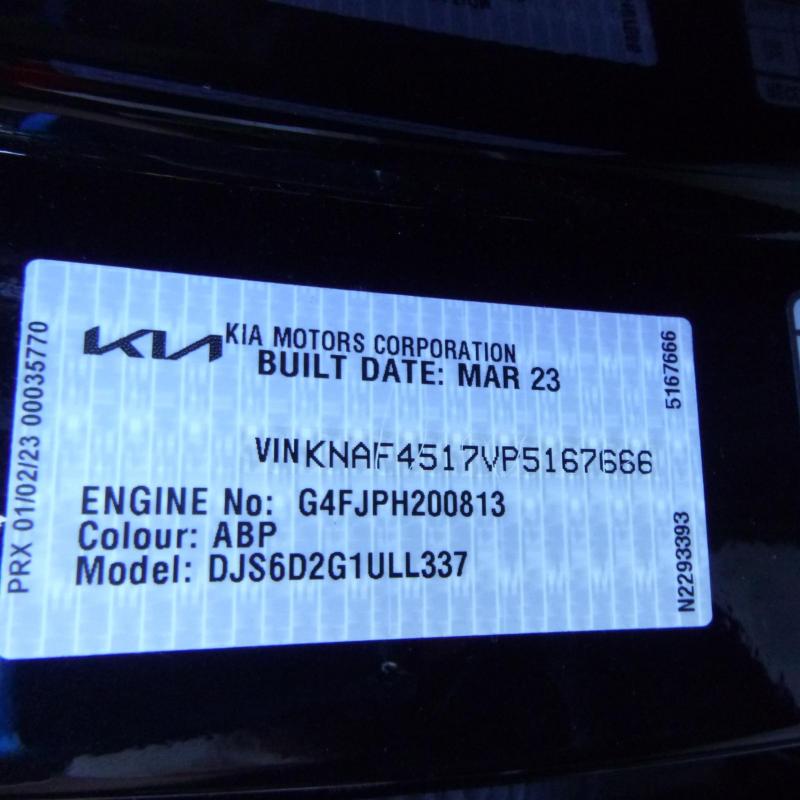 KIA
KIA MOTORS CORPORATION
BUILT DATE: MAR 23
VIN KNAF4517VP5167666
ENGINE No: G4FJPH200813
Colour: ABP
Model: DJS6D2G1ULL337
PRX 01/02/23 00035770
5167666
N2293393